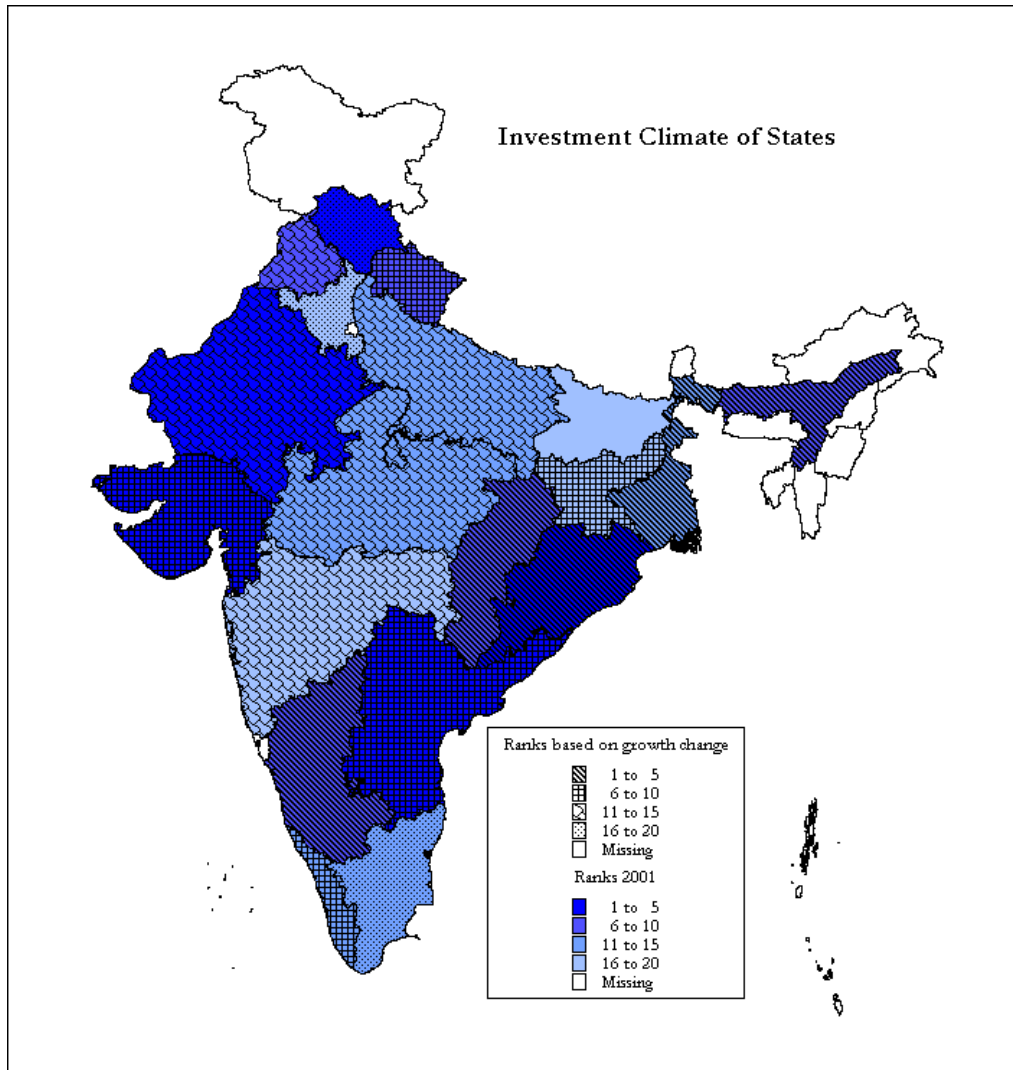 Investment Climate of States
Ranks based on growth change
1 to 5
6 to 10
11 to 15
16 to 20
Missing
Ranks 2001
1 to 5
6 to 10
11 to 15
16 to 20
Missing